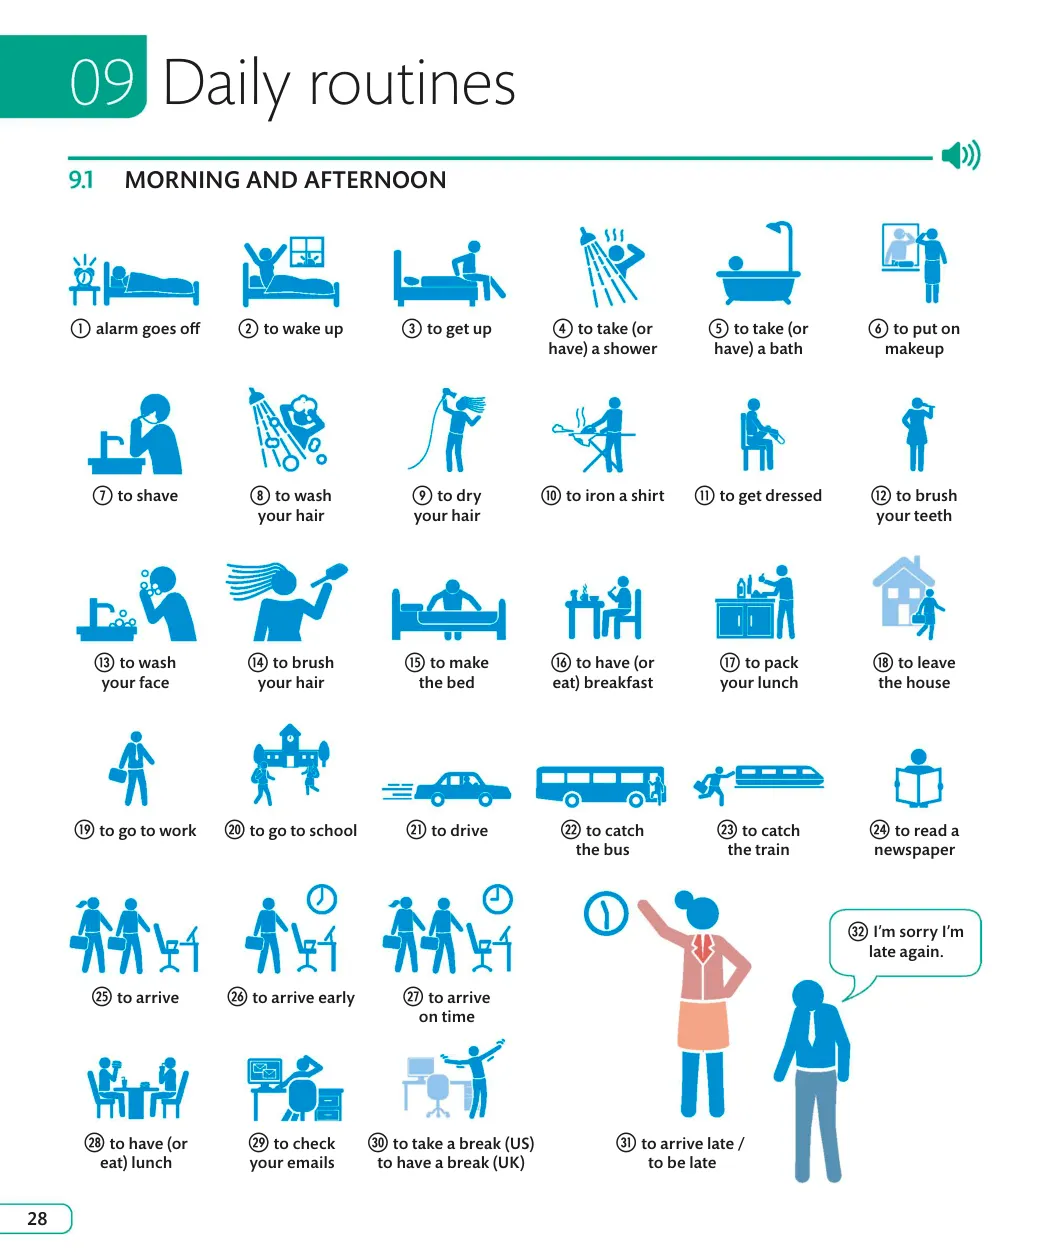 09 Daily routines
9.1 MORNING AND AFTERNOON
1 alarm goes off
2 to wake up
3 to get up
4 to take (or
have) a shower
5 to take (or
have) a bath
6 to put on
makeup
7 to shave
8 to wash
your hair
9 to dry
your hair
10 to iron a shirt
11 to get dressed
12 to brush
your teeth
13 to wash
your face
14 to brush
your hair
15 to make
the bed
16 to have (or
eat) breakfast
17 to pack
your lunch
18 to leave
the house
19 to go to work
20 to go to school
21 to drive
22 to catch
the bus
23 to catch
the train
24 to read a
newspaper
25 to arrive
26 to arrive early
27 to arrive
on time
32 I'm sorry I'm
late again.
28 to have (or
eat) lunch
29 to check
your emails
30 to take a break (US)
to have a break (UK)
31 to arrive late /
to be late
28